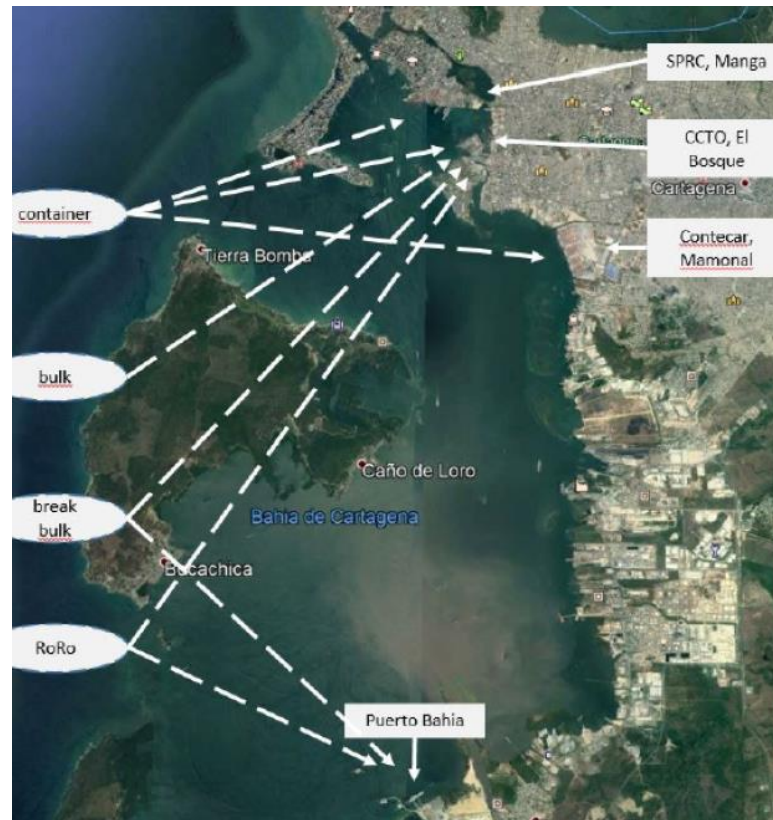 SPRC, Manga
CCTO, El
Bosque
Cartagena
container
Contecar,
Mamonal
Tierra Bomba
bulk
Caño de Loro
break
bulk
Bahía de Cartagena
Bocachica
RoRo
Puerto Bahía